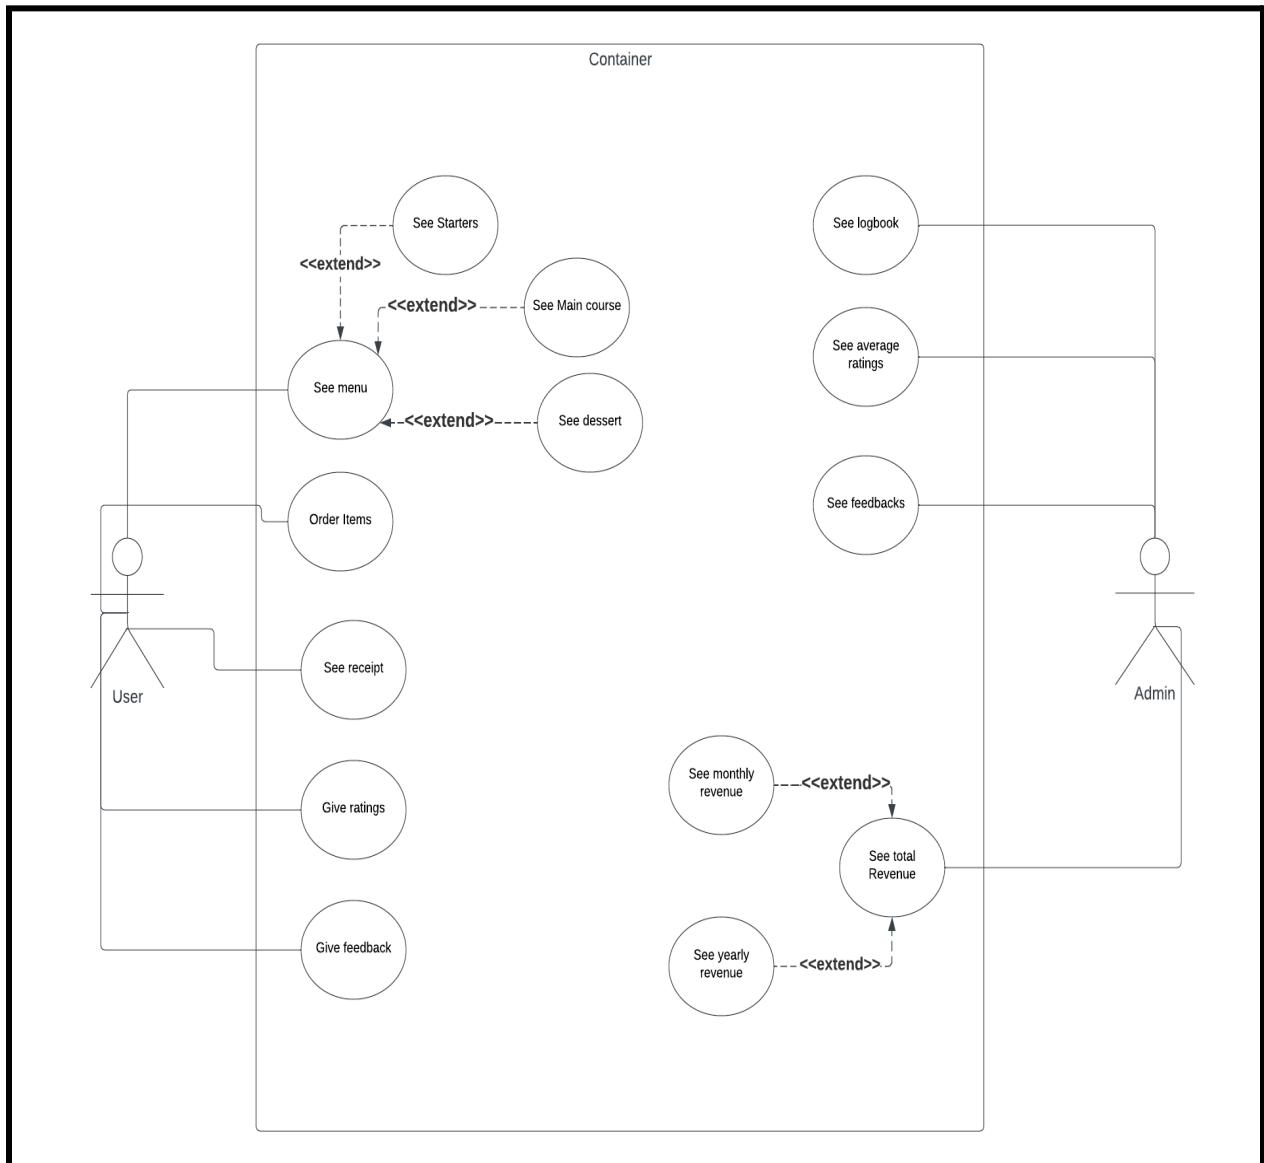 Container
See Starters
<<extend>>
<<extend>>
See Main course
See menu
<<extend>>
See dessert
Order Items
See receipt
User
Give ratings
Give feedback
See logbook
See average
ratings
See feedbacks
Admin
See monthly
revenue
<<extend>>
See total
Revenue
See yearly
revenue
<<extend>>